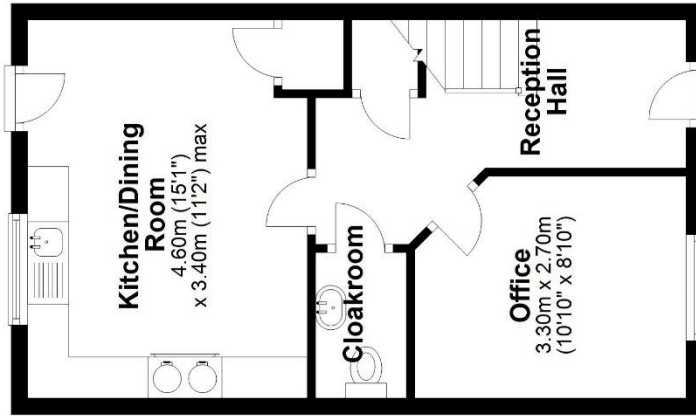 Kitchen/Dining
Room
4.60m (15'1")
x 3.40m (11'2") max
Cloakroom
Reception
Hall
Office
3.30m x 2.70m
(10'10" x 8'10")